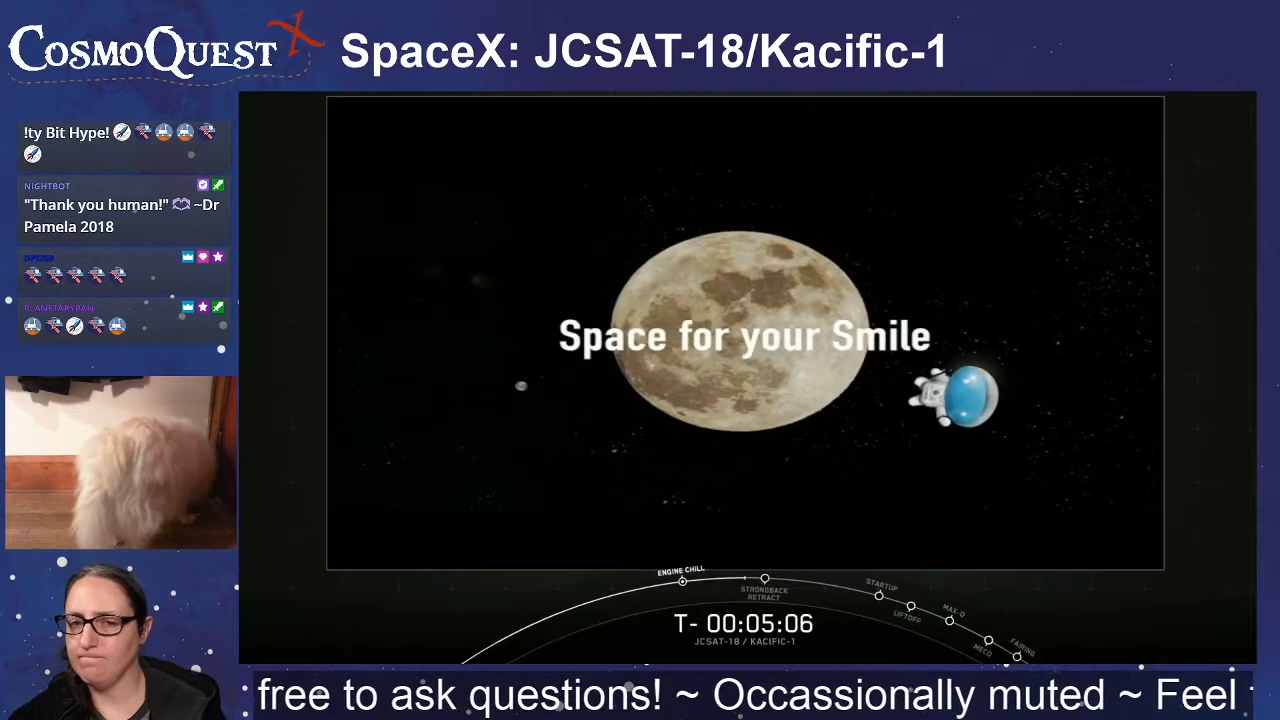 CosmoQuest X
SpaceX: JCSAT-18/Kacific-1
!ty Bit Hype!
NIGHTBOT
"Thank you human!" ~Dr
Pamela 2018
DPI209
PLANETARYPAN
Space for your Smile
ENGINE CHILL
STRONGBACK
RETRACT
STARTUP
LIFTOFF
MAX-Q
MECO
FAIRING
T- 00:05:06
JCSAT-18 / KACIFIC-1
free to ask questions! ~ Occassionally muted ~ Feel